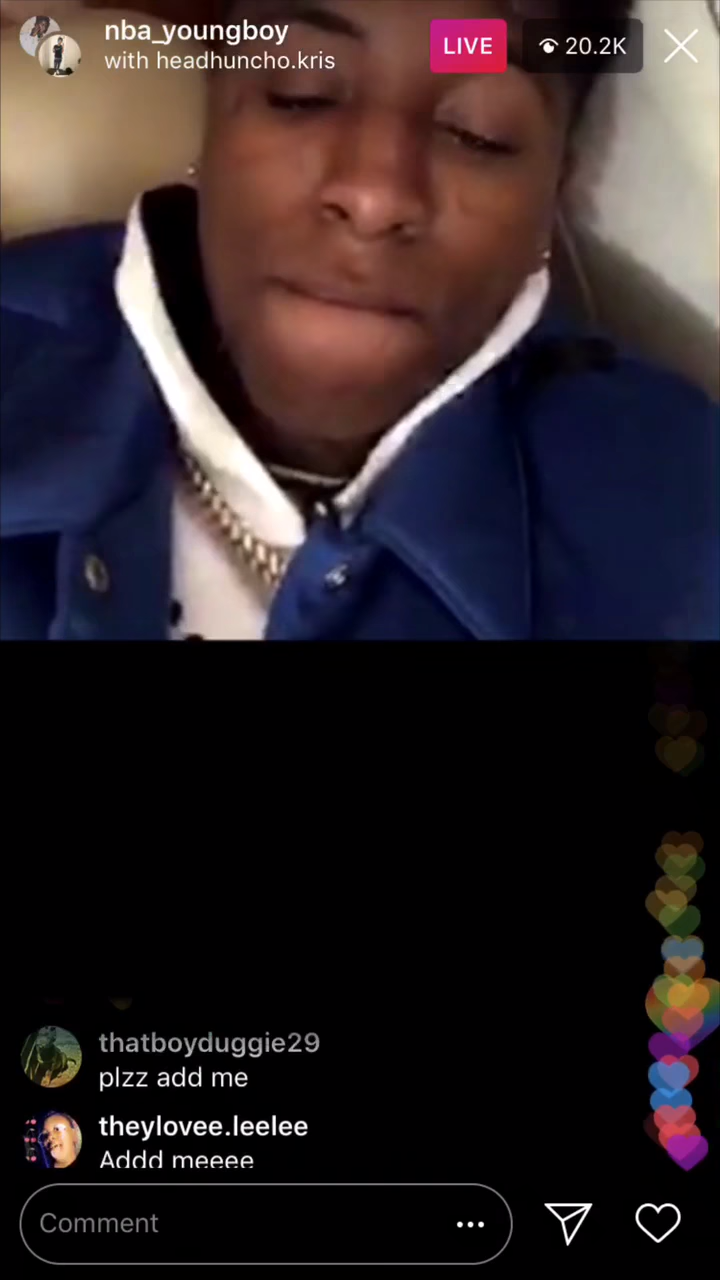 nba_youngboy
with headhuncho.kris
LIVE
20.2K
thatboyduggie29
plzz add me
theylovee.leelee
Addd meeee
Comment